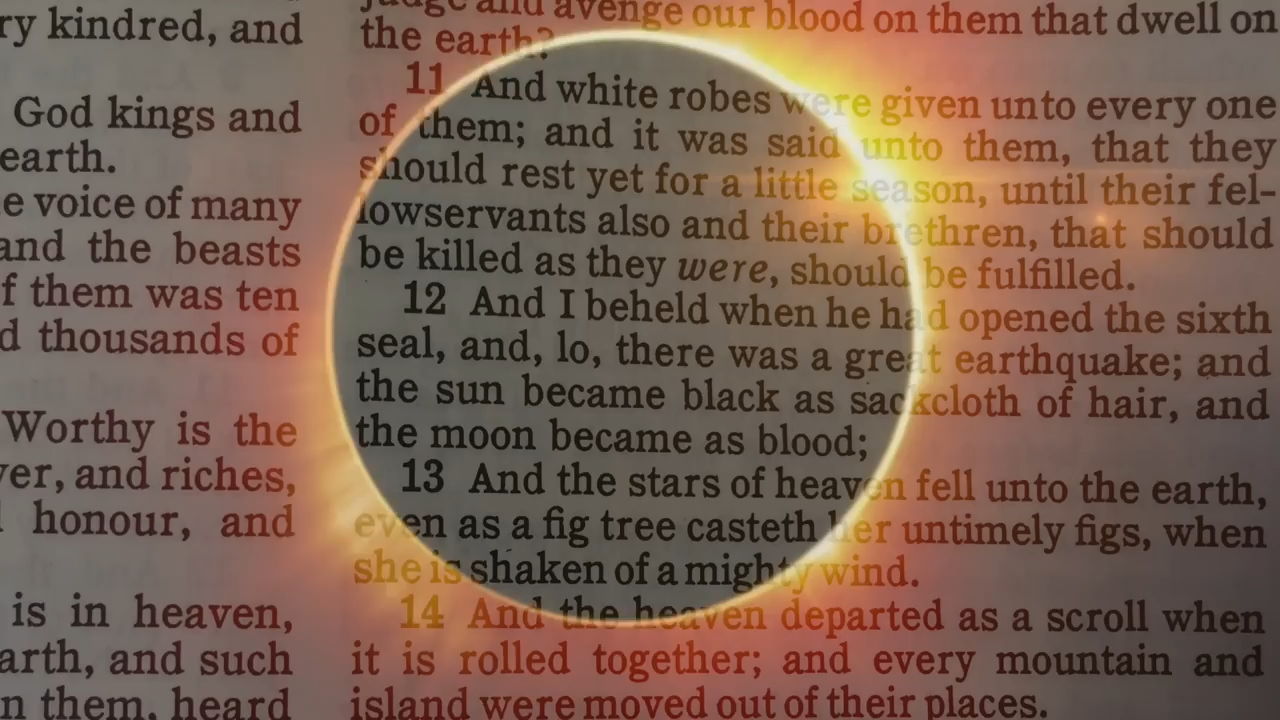 ry kindred, and
God kings and
earth.
e voice of many
and the beasts
f them was ten
d thousands of
Worthy is the
er, and riches,
honour, and
is in heaven,
arth, and such
n them, heard
judge and avenge our blood on them that dwell on
the earth?
11 And white robes were given unto every one
of them; and it was said unto them, that they
should rest yet for a little season, until their fel-
lowservants also and their brethren, that should
be killed as they were, should be fulfilled.
12 And I beheld when he had opened the sixth
seal, and, lo, there was a great earthquake; and
the sun became black as sackcloth of hair, and
the moon became as blood;
13 And the stars of heaven fell unto the earth,
even as a fig tree casteth her untimely figs, when
she is shaken of a mighty wind.
14 And the heaven departed as a scroll when
it is rolled together; and every mountain and
island were moved out of their places.